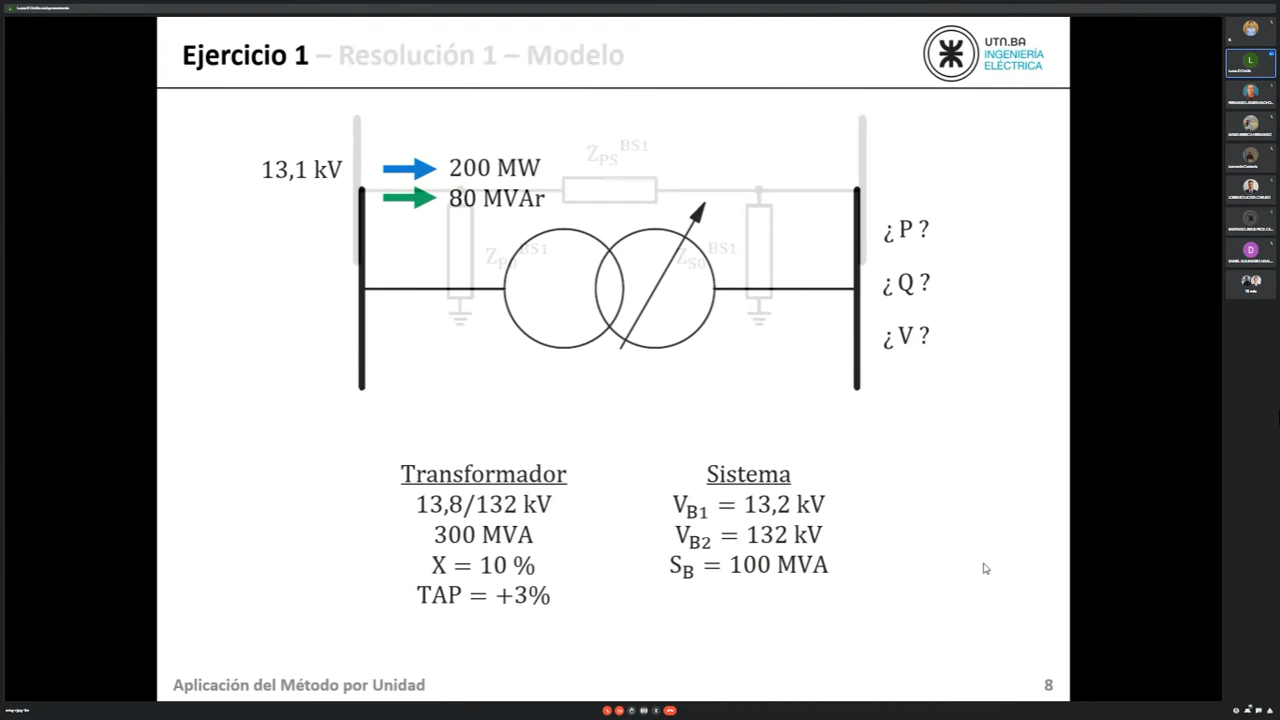 Ejercicio 1 – Resolución 1 – Modelo
UTN.BA
INGENIERÍA
ELÉCTRICA
Z_PS^BS1
13,1 kV
200 MW
80 MVAr
Z_P0^BS1
Z_S0^BS1
¿ P ?
¿ Q ?
¿ V ?
Transformador
13,8/132 kV
300 MVA
X = 10 %
TAP = +3%
Sistema
V_B1 = 13,2 kV
V_B2 = 132 kV
S_B = 100 MVA
Aplicación del Método por Unidad
8
L
D